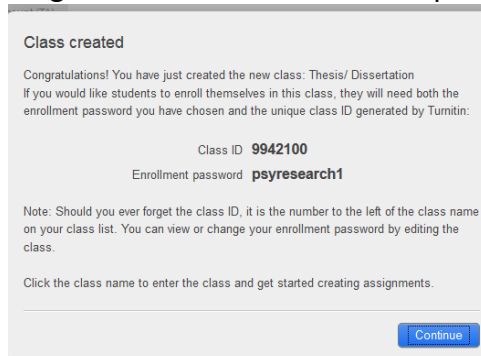 Class created
Congratulations! You have just created the new class: Thesis/ Dissertation
If you would like students to enroll themselves in this class, they will need both the
enrollment password you have chosen and the unique class ID generated by Turnitin:
Class ID 9942100
Enrollment password psyresearch1
Note: Should you ever forget the class ID, it is the number to the left of the class name
on your class list. You can view or change your enrollment password by editing the
class.
Click the class name to enter the class and get started creating assignments.
Continue